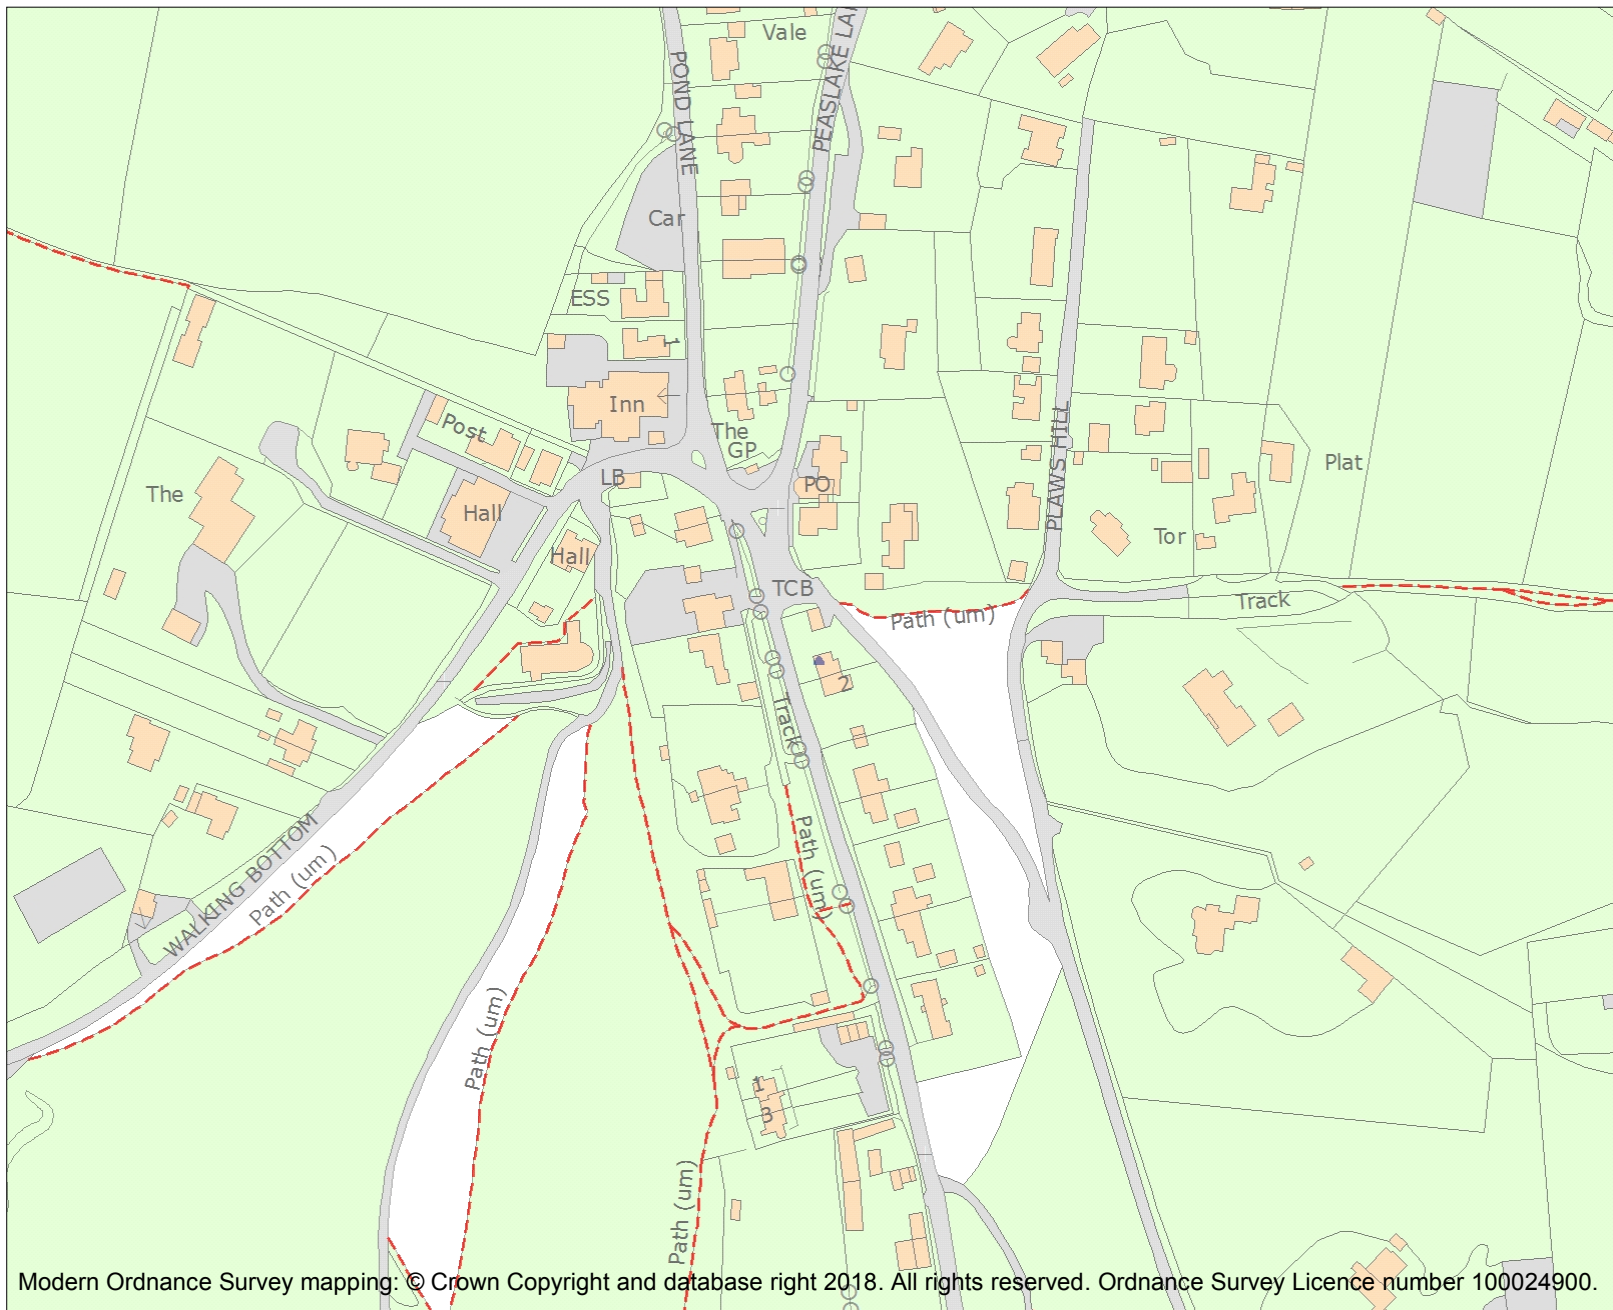 Vale
POND LANE
PEASLAKE LA
Car
ESS
1
Inn
Post
The
GP
LB
PO
The
Hall
Hall
PLAWS HILL
Plat
Tor
TCB
Path (um)
Track
2
Track
Path (um)
WALKING BOTTOM
Path (um)
Path (um)
1
3
Path (um)
Modern Ordnance Survey mapping: © Crown Copyright and database right 2018. All rights reserved. Ordnance Survey Licence number 100024900.